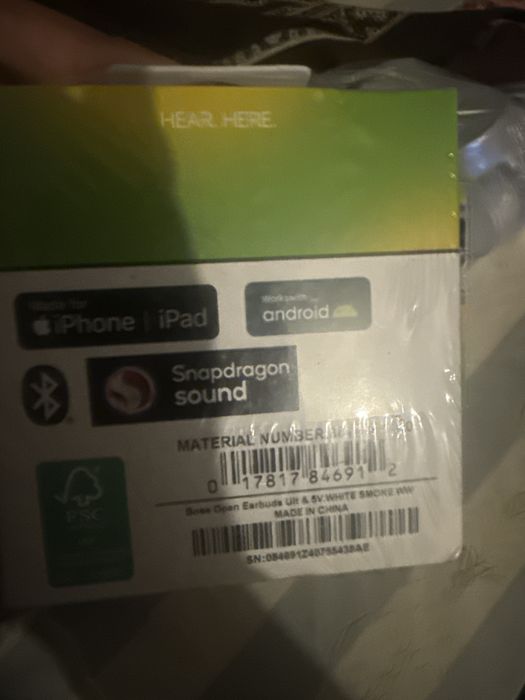 HEAR. HERE.
Made for
iPhone | iPad
Works with
android
Snapdragon
sound
MATERIAL NUMBER
0 17817 84691 2
Bose Open Earbuds Ult & 5V.WHITE SMOKE.WW
MADE IN CHINA
FSC